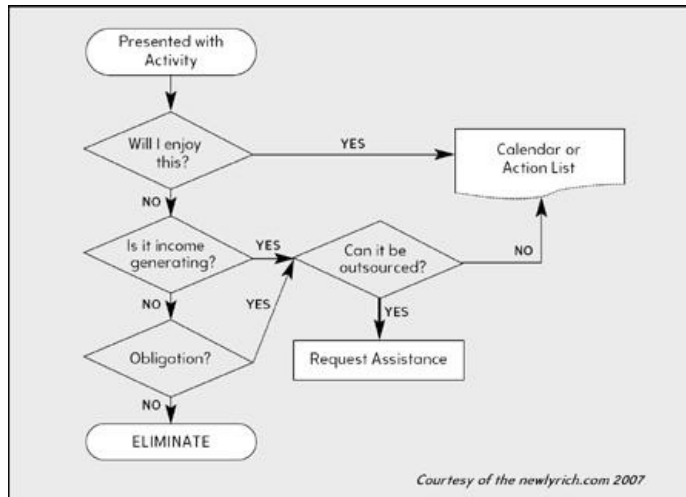 Presented with
Activity
Will I enjoy
this?
YES
Calendar or
Action List
NO
Is it income
generating?
YES
Can it be
outsourced?
NO
NO
YES
YES
Obligation?
Request Assistance
NO
ELIMINATE
Courtesy of the newlyrich.com 2007